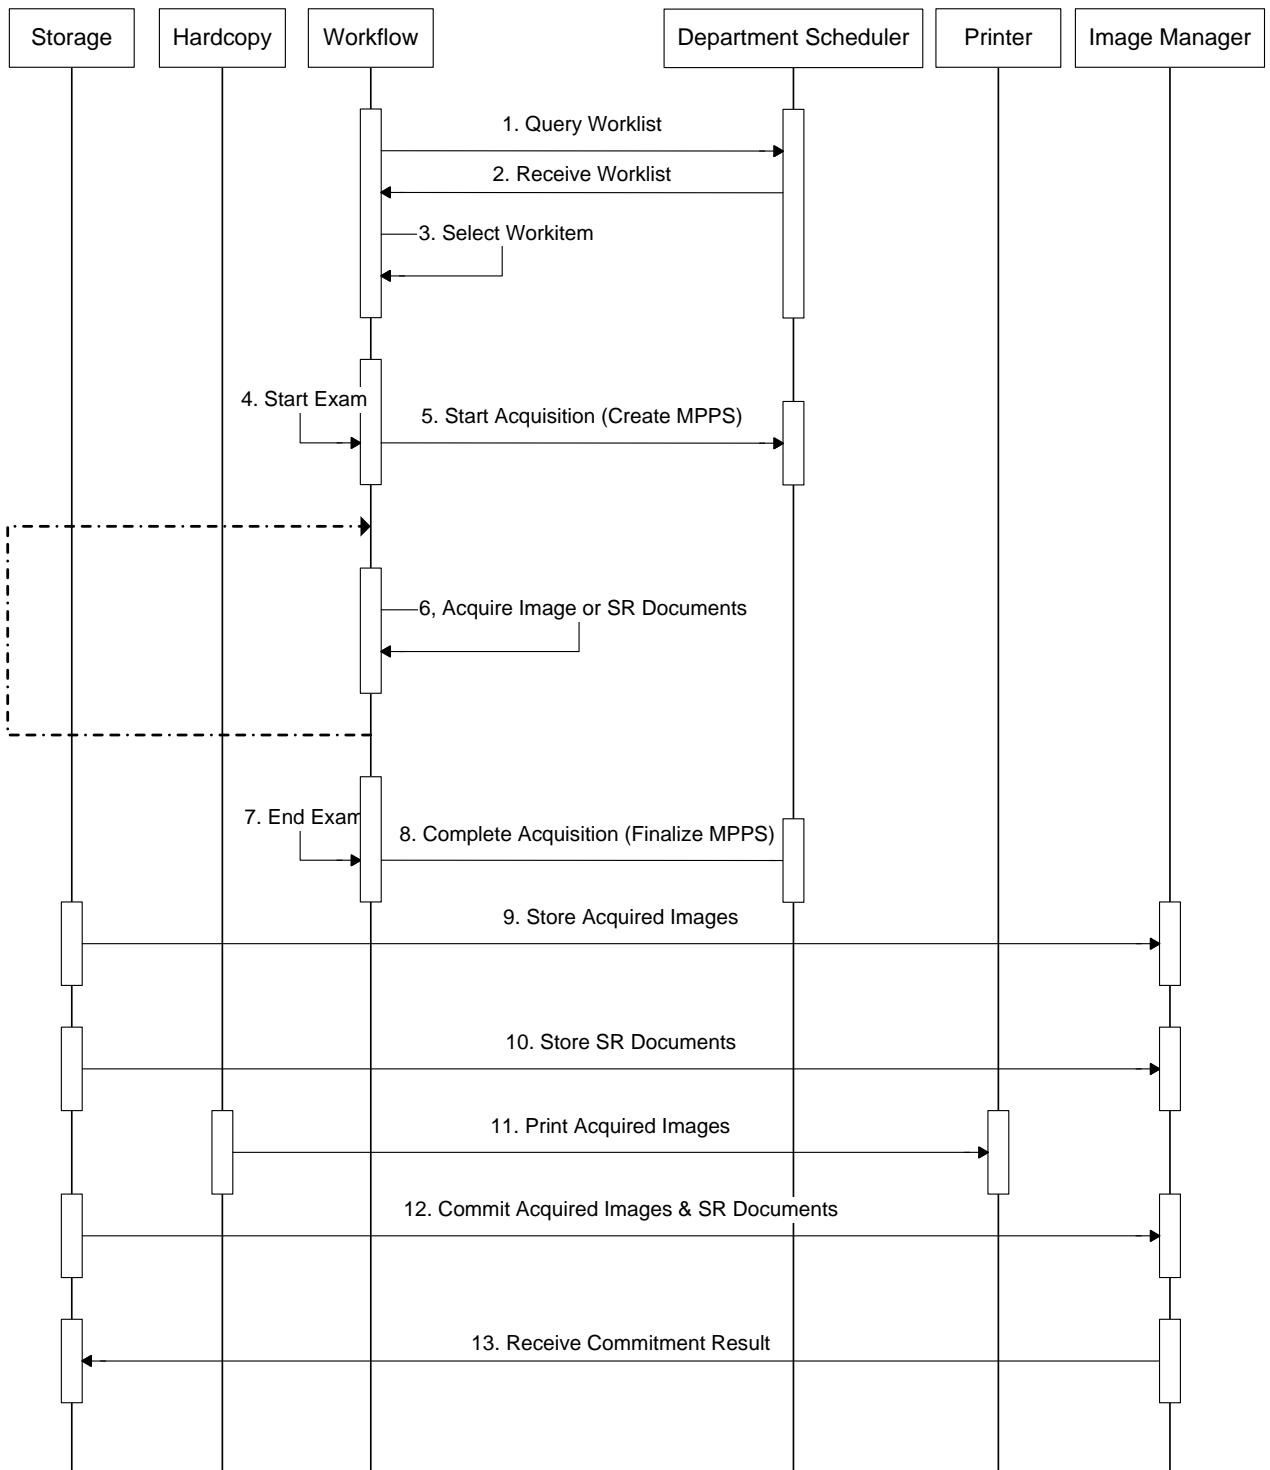 Storage
Hardcopy
Workflow
Department Scheduler
Printer
Image Manager
1. Query Worklist
2. Receive Worklist
3. Select Workitem
4. Start Exam
5. Start Acquisition (Create MPPS)
6, Acquire Image or SR Documents
7. End Exam
8. Complete Acquisition (Finalize MPPS)
9. Store Acquired Images
10. Store SR Documents
11. Print Acquired Images
12. Commit Acquired Images & SR Documents
13. Receive Commitment Result